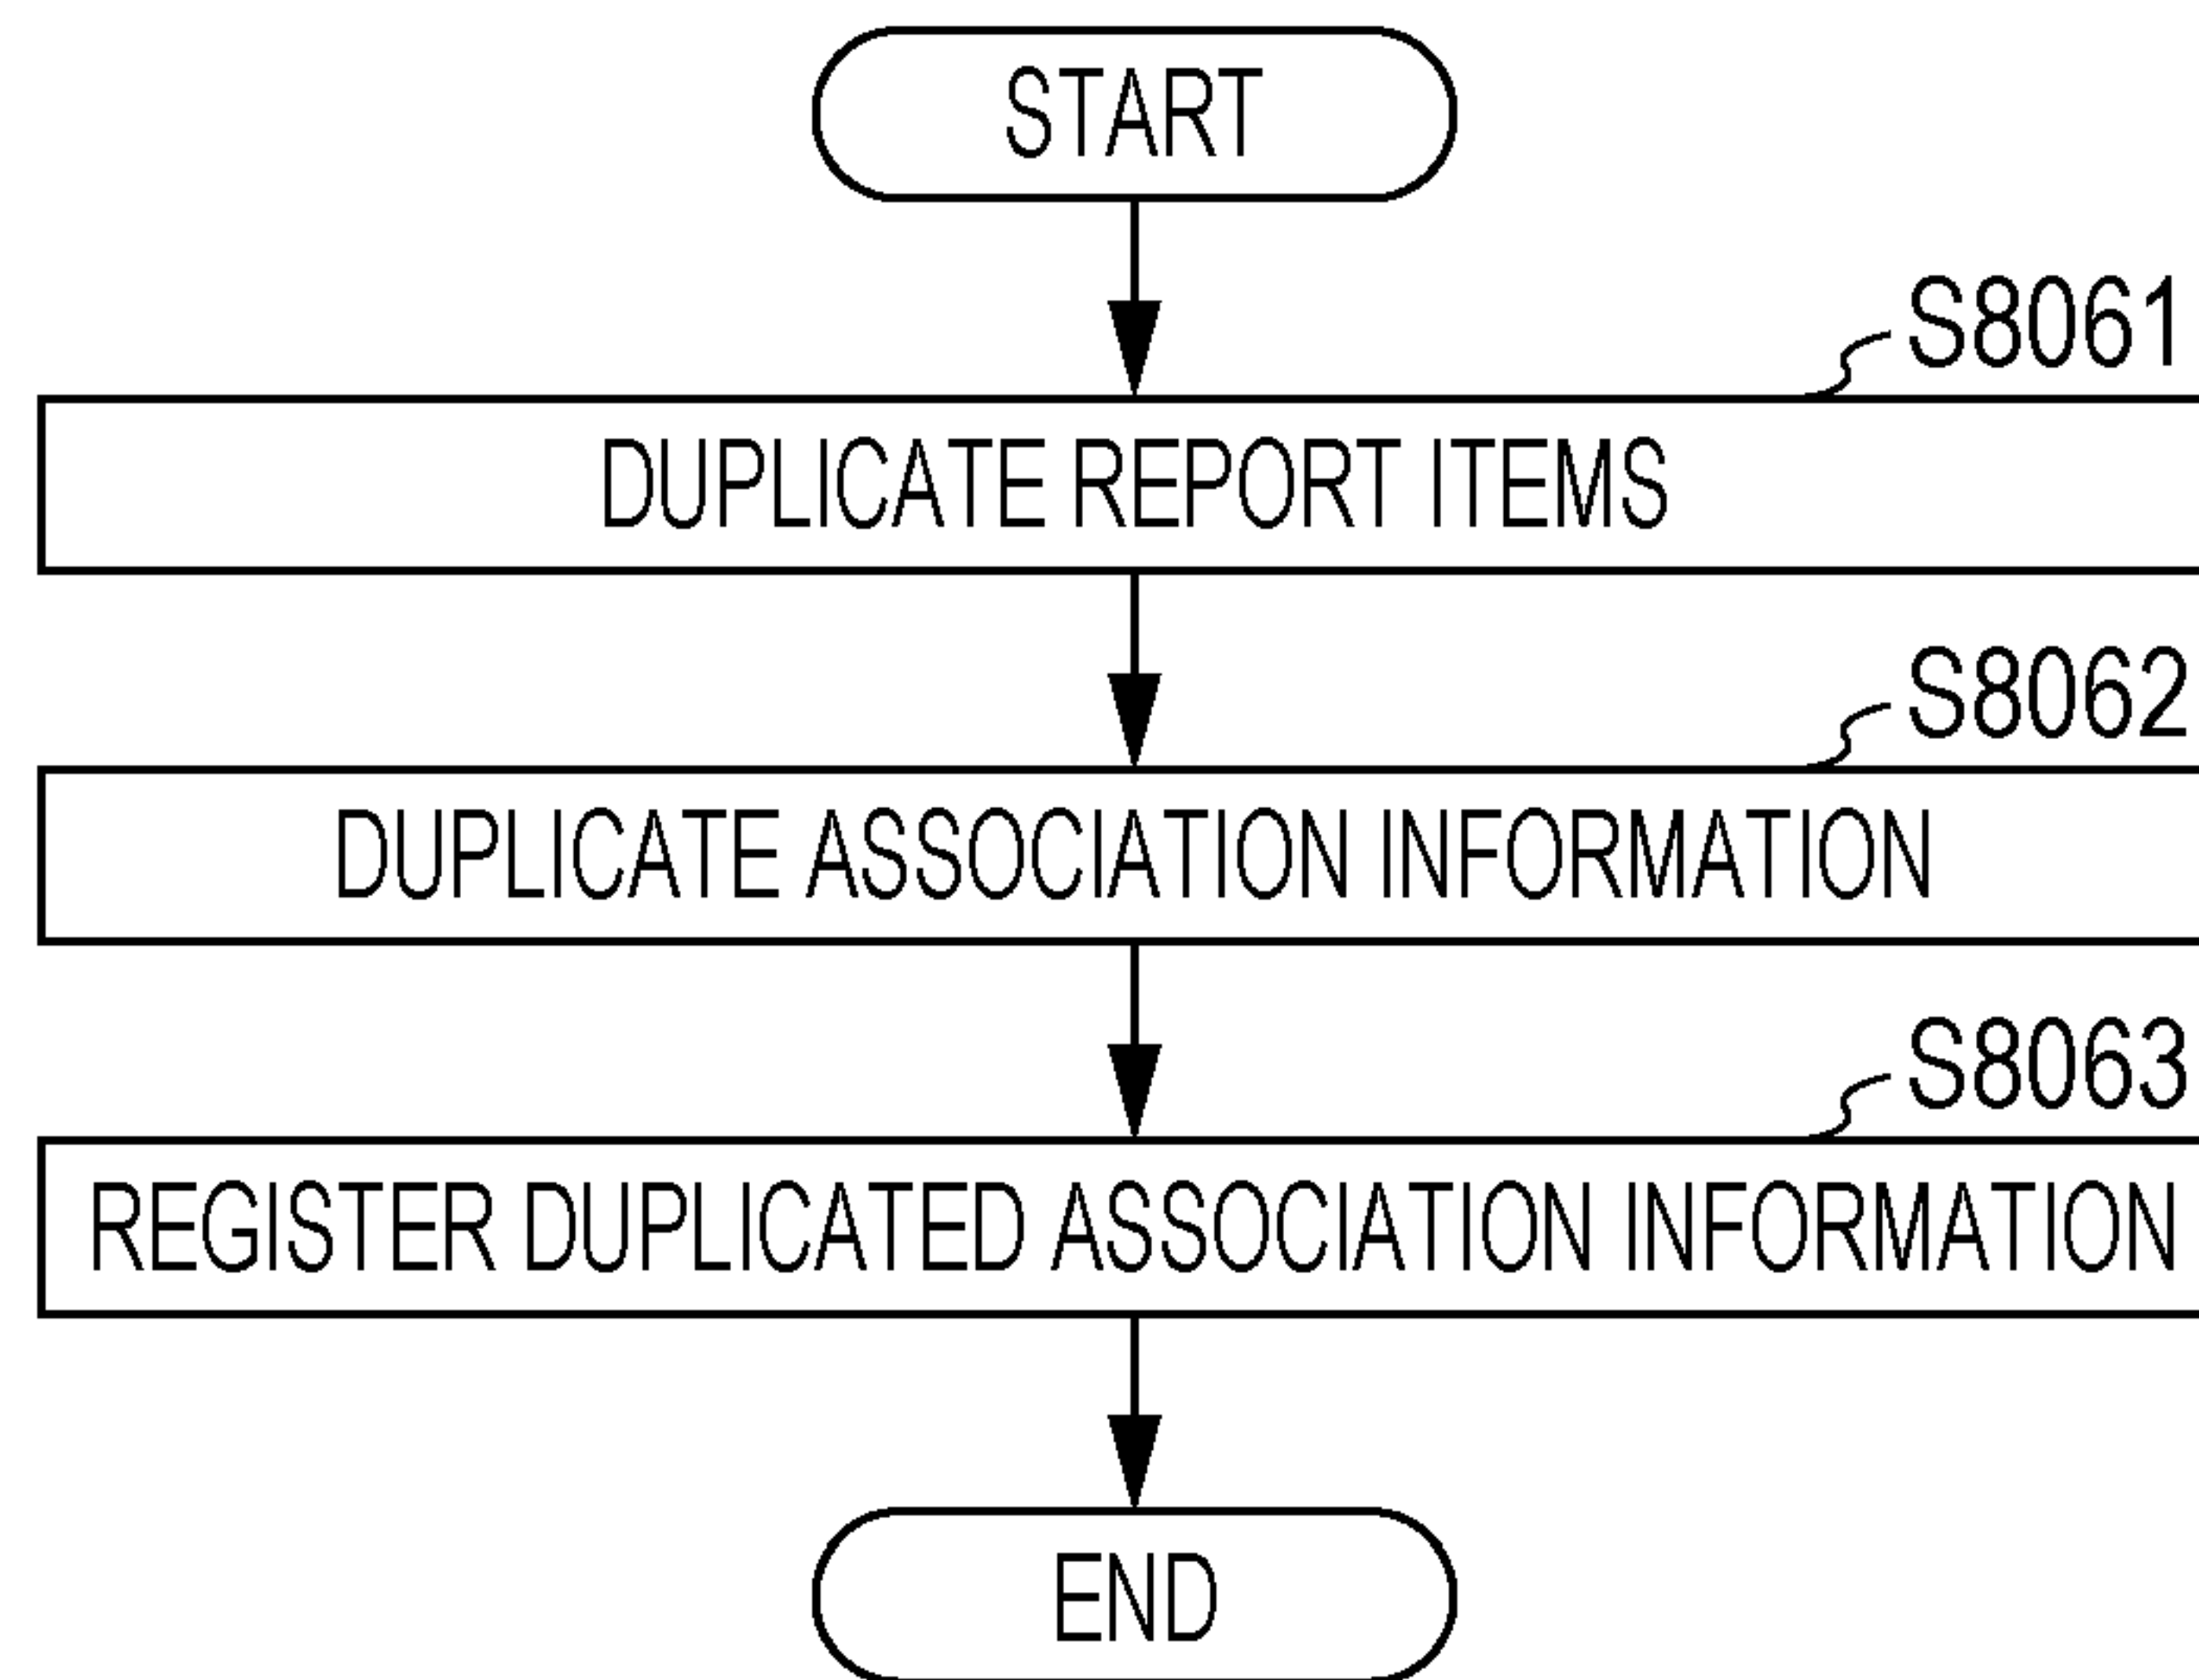 START
S8061
DUPLICATE REPORT ITEMS
S8062
DUPLICATE ASSOCIATION INFORMATION
S8063
REGISTER DUPLICATED ASSOCIATION INFORMATION
END